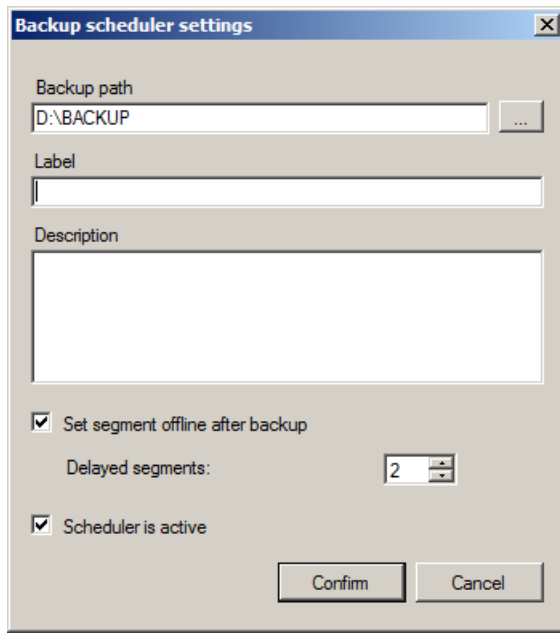 Backup scheduler settings
Backup path
D:\BACKUP
...
Label
Description
Set segment offline after backup
Delayed segments:
2
Scheduler is active
Confirm
Cancel